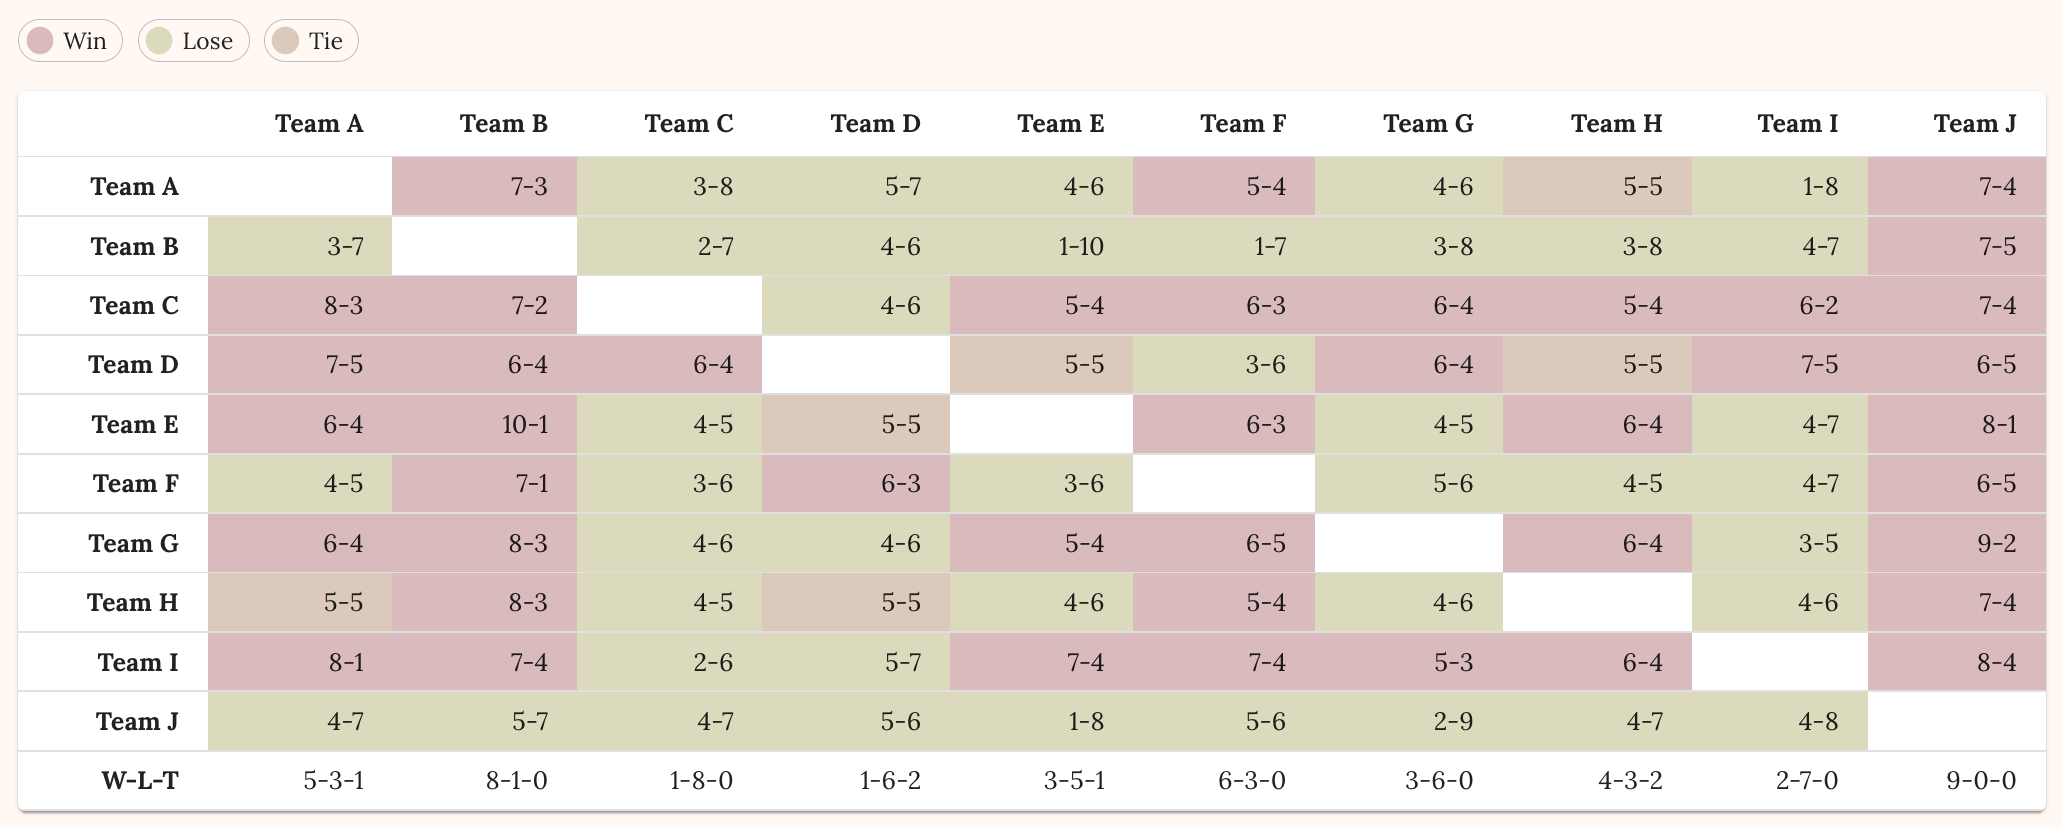 Win Lose Tie
Team A Team B Team C Team D Team E Team F Team G Team H Team I Team J
Team A 7-3 3-8 5-7 4-6 5-4 4-6 5-5 1-8 7-4
Team B 3-7 2-7 4-6 1-10 1-7 3-8 3-8 4-7 7-5
Team C 8-3 7-2 4-6 5-4 6-3 6-4 5-4 6-2 7-4
Team D 7-5 6-4 6-4 5-5 3-6 6-4 5-5 7-5 6-5
Team E 6-4 10-1 4-5 5-5 6-3 4-5 6-4 4-7 8-1
Team F 4-5 7-1 3-6 6-3 3-6 5-6 4-5 4-7 6-5
Team G 6-4 8-3 4-6 4-6 5-4 6-5 6-4 3-5 9-2
Team H 5-5 8-3 4-5 5-5 4-6 5-4 4-6 4-6 7-4
Team I 8-1 7-4 2-6 5-7 7-4 7-4 5-3 6-4 8-4
Team J 4-7 5-7 4-7 5-6 1-8 5-6 2-9 4-7 4-8
W-L-T 5-3-1 8-1-0 1-8-0 1-6-2 3-5-1 6-3-0 3-6-0 4-3-2 2-7-0 9-0-0